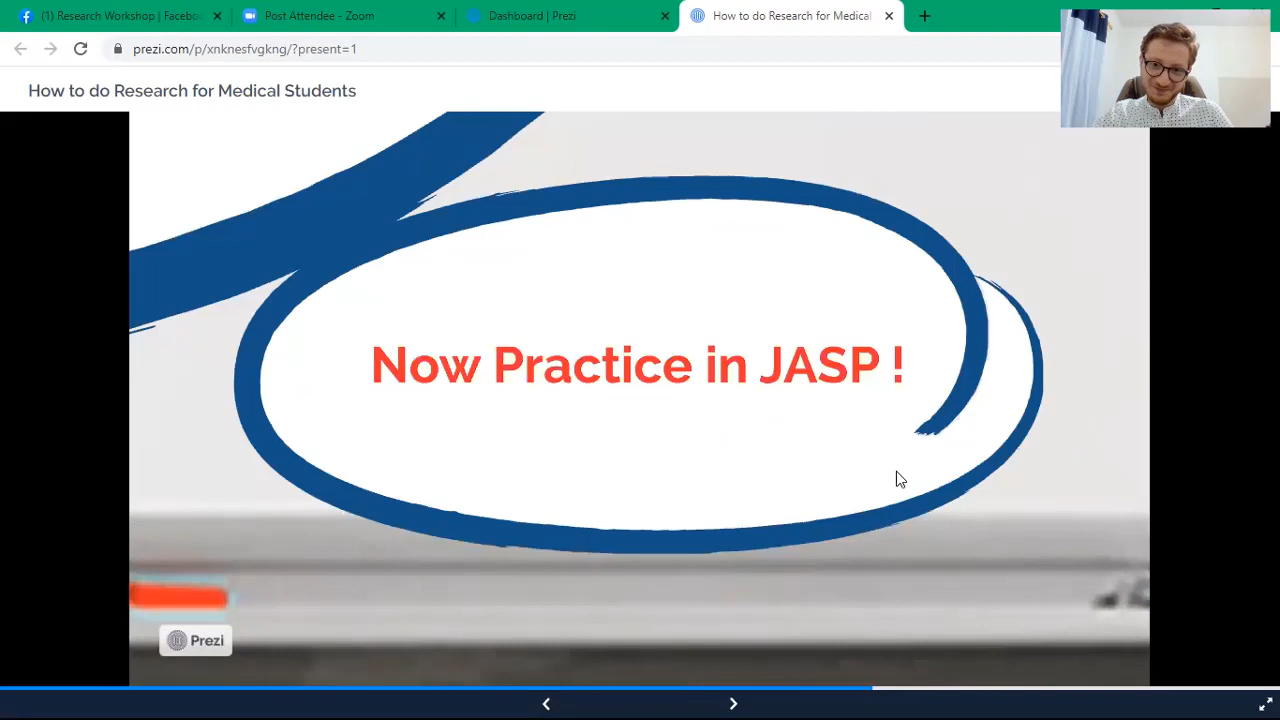 (1) Research Workshop | Facebo
Post Attendee - Zoom
Dashboard | Prezi
How to do Research for Medical
prezi.com/p/xnknesfvgkng/?present=1
How to do Research for Medical Students
Now Practice in JASP !
Prezi